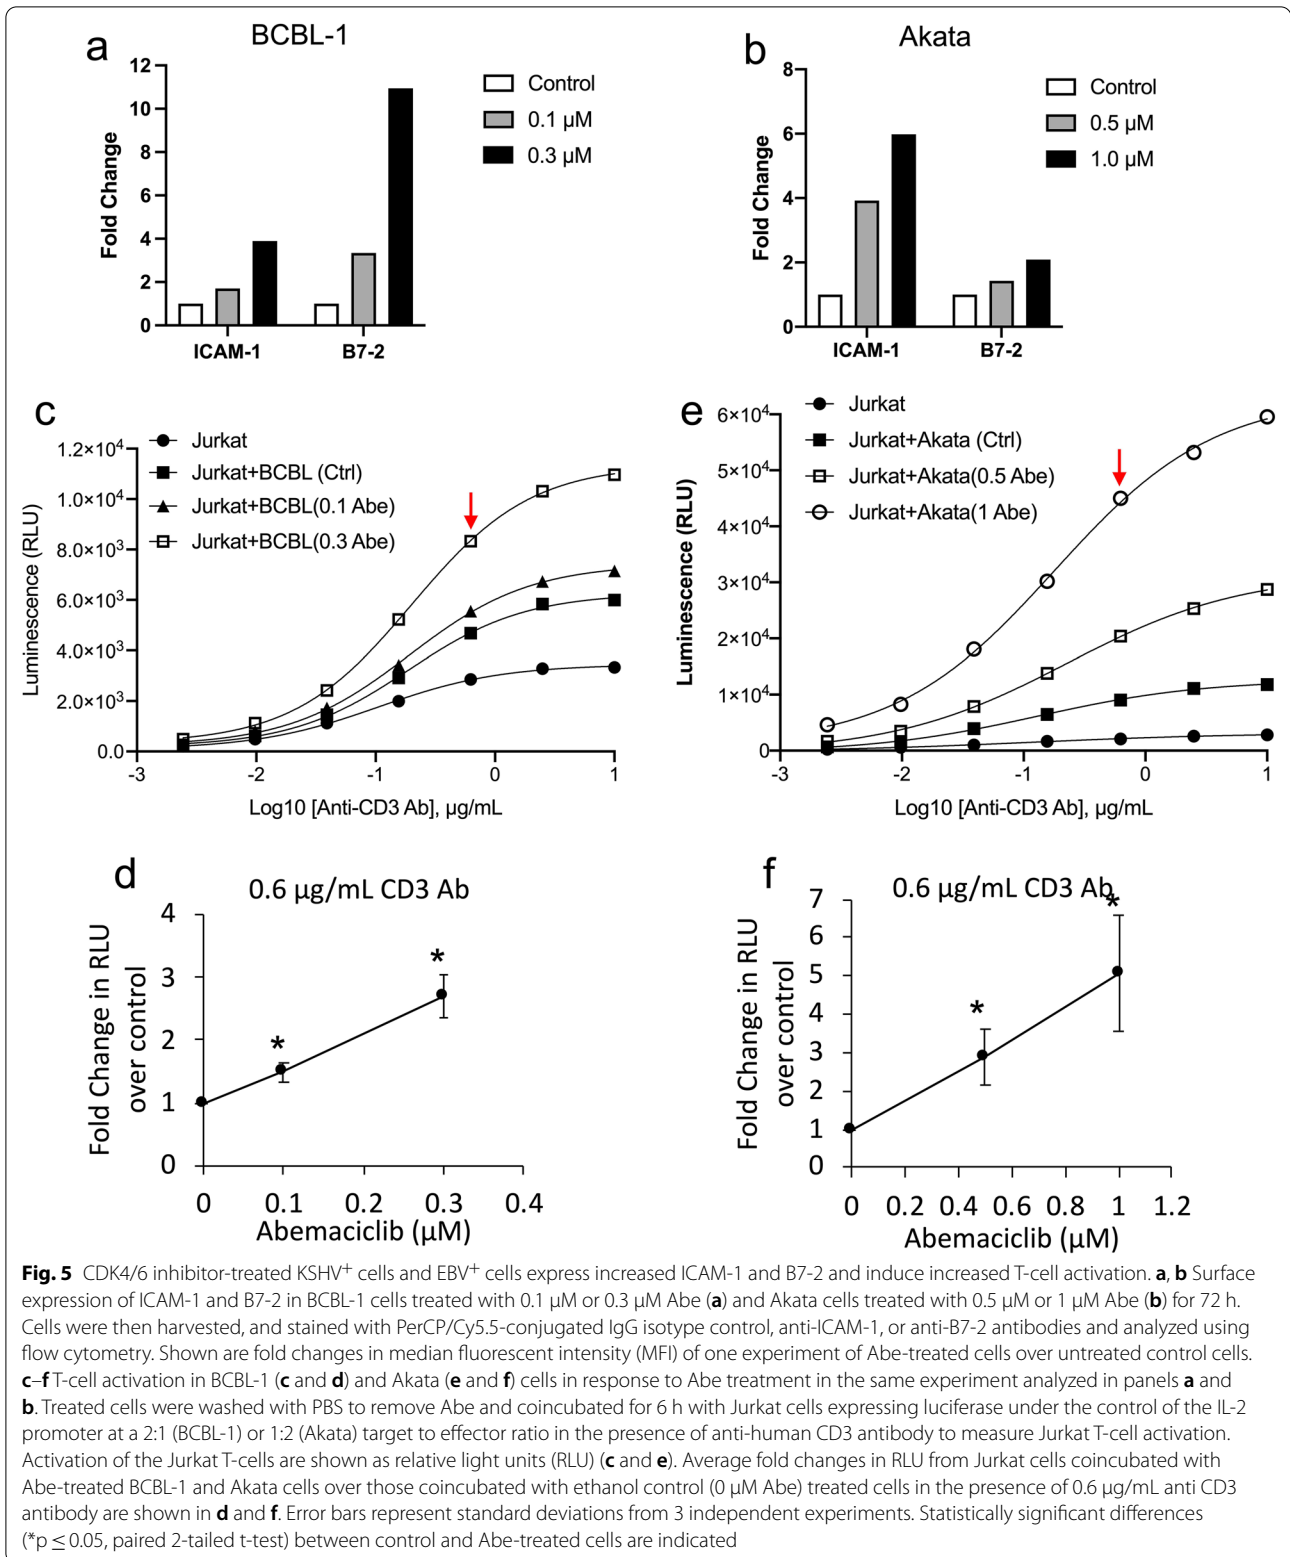 a
BCBL-1
12
10
8
6
4
2
0
Fold Change
ICAM-1
B7-2
Control
0.1 µM
0.3 µM
b
Akata
8
6
4
2
0
Fold Change
ICAM-1
B7-2
Control
0.5 µM
1.0 µM
c
Jurkat
Jurkat+BCBL (Ctrl)
Jurkat+BCBL(0.1 Abe)
Jurkat+BCBL(0.3 Abe)
1.2×10⁴
1.0×10⁴
8.0×10³
6.0×10³
4.0×10³
2.0×10³
0.0
Luminescence (RLU)
-3
-2
-1
0
1
Log10 [Anti-CD3 Ab], µg/mL
e
Jurkat
Jurkat+Akata (Ctrl)
Jurkat+Akata(0.5 Abe)
Jurkat+Akata(1 Abe)
6×10⁴
5×10⁴
4×10⁴
3×10⁴
2×10⁴
1×10⁴
0
Luminescence (RLU)
-3
-2
-1
0
1
Log10 [Anti-CD3 Ab], µg/mL
d
0.6 µg/mL CD3 Ab
4
3
2
1
0
Fold Change in RLU
over control
*
*
0
0.1
0.2
0.3
0.4
Abemaciclib (µM)
f
0.6 µg/mL CD3 Ab
7
6
5
4
3
2
1
0
Fold Change in RLU
over control
*
*
0
0.2
0.4
0.6
0.8
1
1.2
Abemaciclib (µM)
Fig. 5 CDK4/6 inhibitor-treated KSHV⁺ cells and EBV⁺ cells express increased ICAM-1 and B7-2 and induce increased T-cell activation. a, b Surface
expression of ICAM-1 and B7-2 in BCBL-1 cells treated with 0.1 µM or 0.3 µM Abe (a) and Akata cells treated with 0.5 µM or 1 µM Abe (b) for 72 h.
Cells were then harvested, and stained with PerCP/Cy5.5-conjugated IgG isotype control, anti-ICAM-1, or anti-B7-2 antibodies and analyzed using
flow cytometry. Shown are fold changes in median fluorescent intensity (MFI) of one experiment of Abe-treated cells over untreated control cells.
c–f T-cell activation in BCBL-1 (c and d) and Akata (e and f) cells in response to Abe treatment in the same experiment analyzed in panels a and
b. Treated cells were washed with PBS to remove Abe and coincubated for 6 h with Jurkat cells expressing luciferase under the control of the IL-2
promoter at a 2:1 (BCBL-1) or 1:2 (Akata) target to effector ratio in the presence of anti-human CD3 antibody to measure Jurkat T-cell activation.
Activation of the Jurkat T-cells are shown as relative light units (RLU) (c and e). Average fold changes in RLU from Jurkat cells coincubated with
Abe-treated BCBL-1 and Akata cells over those coincubated with ethanol control (0 µM Abe) treated cells in the presence of 0.6 µg/mL anti CD3
antibody are shown in d and f. Error bars represent standard deviations from 3 independent experiments. Statistically significant differences
(*p ≤ 0.05, paired 2-tailed t-test) between control and Abe-treated cells are indicated